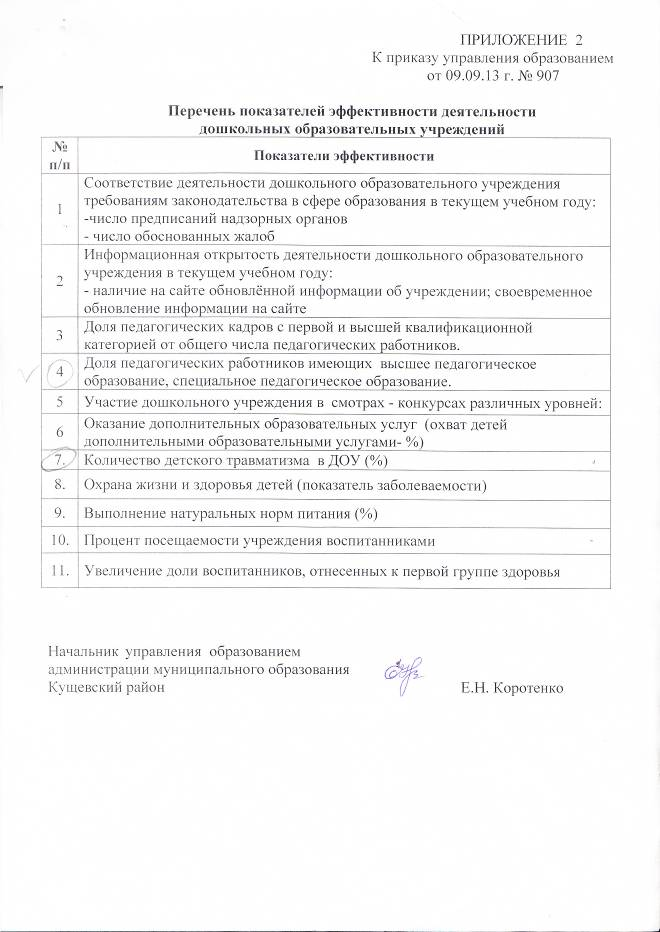 ПРИЛОЖЕНИЕ 2
К приказу управления образованием
от 09.09.13 г. № 907
Перечень показателей эффективности деятельности
дошкольных образовательных учреждений
№
п/п
Показатели эффективности
1
Соответствие деятельности дошкольного образовательного учреждения
требованиям законодательства в сфере образования в текущем учебном году:
-число предписаний надзорных органов
- число обоснованных жалоб
2
Информационная открытость деятельности дошкольного образовательного
учреждения в текущем учебном году:
- наличие на сайте обновлённой информации об учреждении; своевременное
обновление информации на сайте
3
Доля педагогических кадров с первой и высшей квалификационной
категорией от общего числа педагогических работников.
4
Доля педагогических работников имеющих высшее педагогическое
образование, специальное педагогическое образование.
5
Участие дошкольного учреждения в смотрах - конкурсах различных уровней:
6
Оказание дополнительных образовательных услуг (охват детей
дополнительными образовательными услугами- %)
7.
Количество детского травматизма в ДОУ (%)
8.
Охрана жизни и здоровья детей (показатель заболеваемости)
9.
Выполнение натуральных норм питания (%)
10.
Процент посещаемости учреждения воспитанниками
11.
Увеличение доли воспитанников, отнесенных к первой группе здоровья
Начальник управления образованием
администрации муниципального образования
Кущевский район
Е.Н. Коротенко